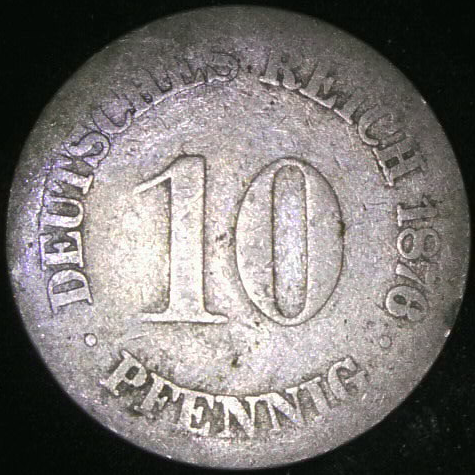 DEUTSCHES REICH 1876
10
PFENNIG